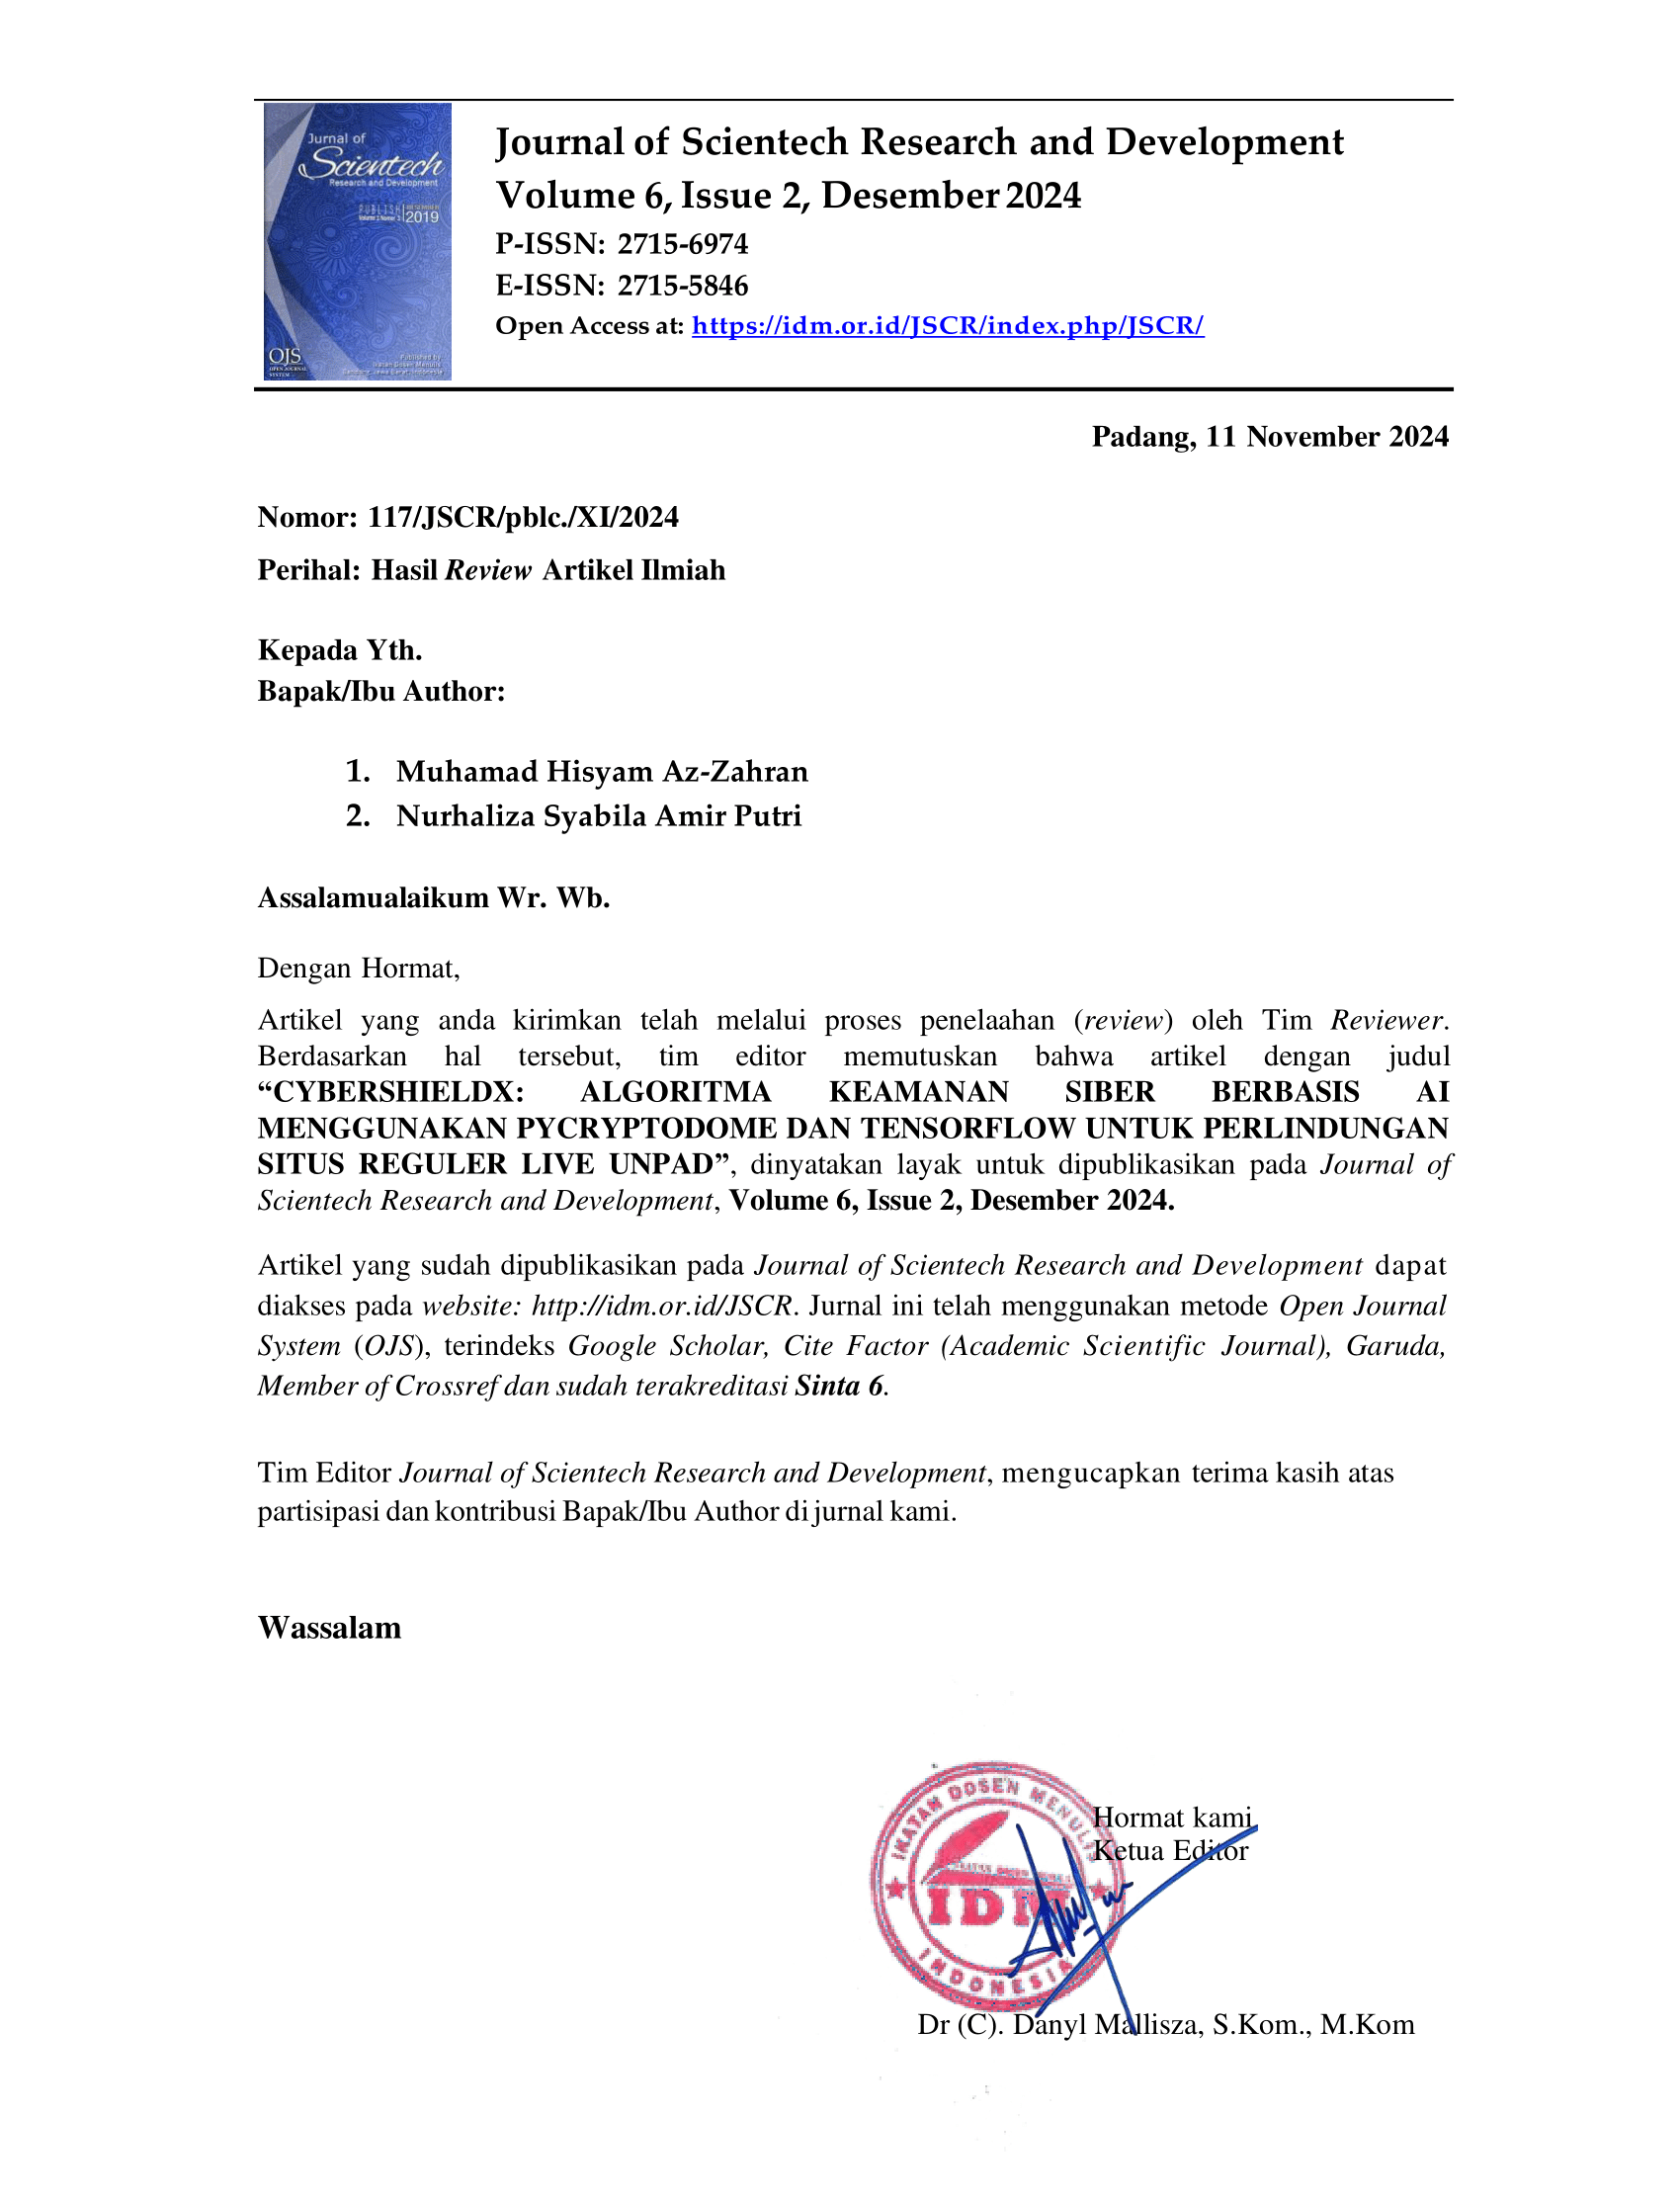 Jurnal of
Scientech
Research and Development
2019
OJS
OPEN JOURNAL
SYSTEM
Published by
Ikatan Dosen Menulis
Journal of Scientech Research and Development
Volume 6, Issue 2, Desember 2024
P-ISSN: 2715-6974
E-ISSN: 2715-5846
Open Access at: https://idm.or.id/JSCR/index.php/JSCR/
Padang, 11 November 2024
Nomor: 117/JSCR/pblc./XI/2024
Perihal: Hasil Review Artikel Ilmiah
Kepada Yth.
Bapak/Ibu Author:
1. Muhamad Hisyam Az-Zahran
2. Nurhaliza Syabila Amir Putri
Assalamualaikum Wr. Wb.
Dengan Hormat,
Artikel yang anda kirimkan telah melalui proses penelaahan (review) oleh Tim Reviewer.
Berdasarkan hal tersebut, tim editor memutuskan bahwa artikel dengan judul
“CYBERSHIELDX: ALGORITMA KEAMANAN SIBER BERBASIS AI
MENGGUNAKAN PYCRYPTODOME DAN TENSORFLOW UNTUK PERLINDUNGAN
SITUS REGULER LIVE UNPAD”, dinyatakan layak untuk dipublikasikan pada Journal of
Scientech Research and Development, Volume 6, Issue 2, Desember 2024.
Artikel yang sudah dipublikasikan pada Journal of Scientech Research and Development dapat
diakses pada website: http://idm.or.id/JSCR. Jurnal ini telah menggunakan metode Open Journal
System (OJS), terindeks Google Scholar, Cite Factor (Academic Scientific Journal), Garuda,
Member of Crossref dan sudah terakreditasi Sinta 6.
Tim Editor Journal of Scientech Research and Development, mengucapkan terima kasih atas
partisipasi dan kontribusi Bapak/Ibu Author di jurnal kami.
Wassalam
IKATAN DOSEN MENULIS
IDM
INDONESIA
Hormat kami
Ketua Editor
Dr (C). Danyl Mallisza, S.Kom., M.Kom